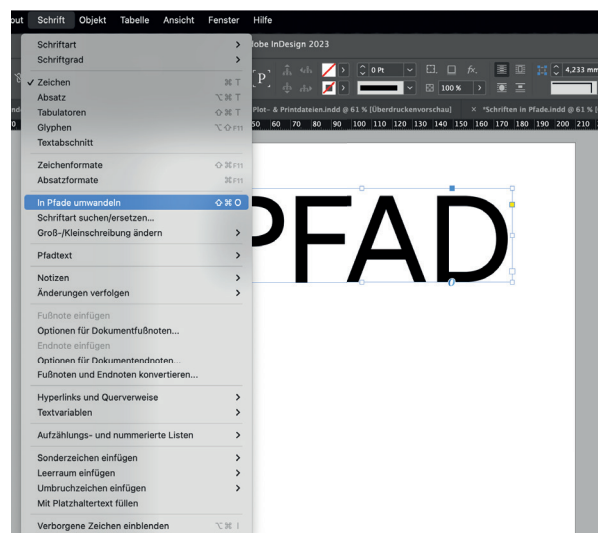 out Schrift Objekt Tabelle Ansicht Fenster Hilfe
Adobe InDesign 2023
Schriftart
Schriftgrad
✓ Zeichen ⌘ T
Absatz ⌥⌘ T
Tabulatoren ⇧⌘ T
Glyphen ⌥⇧F11
Textabschnitt
Zeichenformate ⇧⌘F11
Absatzformate ⌘F11
In Pfade umwandeln ⇧⌘ O
Schriftart suchen/ersetzen...
Groß-/Kleinschreibung ändern
Pfadtext
Notizen
Änderungen verfolgen
Fußnote einfügen
Optionen für Dokumentfußnoten...
Endnote einfügen
Optionen für Dokumentendnoten...
Fußnoten und Endnoten konvertieren...
Hyperlinks und Querverweise
Textvariablen
Aufzählungs- und nummerierte Listen
Sonderzeichen einfügen
Leerraum einfügen
Umbruchzeichen einfügen
Mit Platzhaltertext füllen
Verborgene Zeichen einblenden ⌥⌘ I
[P] 0 Pt fx. 4,233 mm
100 %
Plot- & Printdateien.indd @ 61 % [Überdruckenvorschau] × *Schriften in Pfade.indd @ 61 %
50 60 70 80 90 100 110 120 130 140 150 160 170 180 190 200 210
PFAD